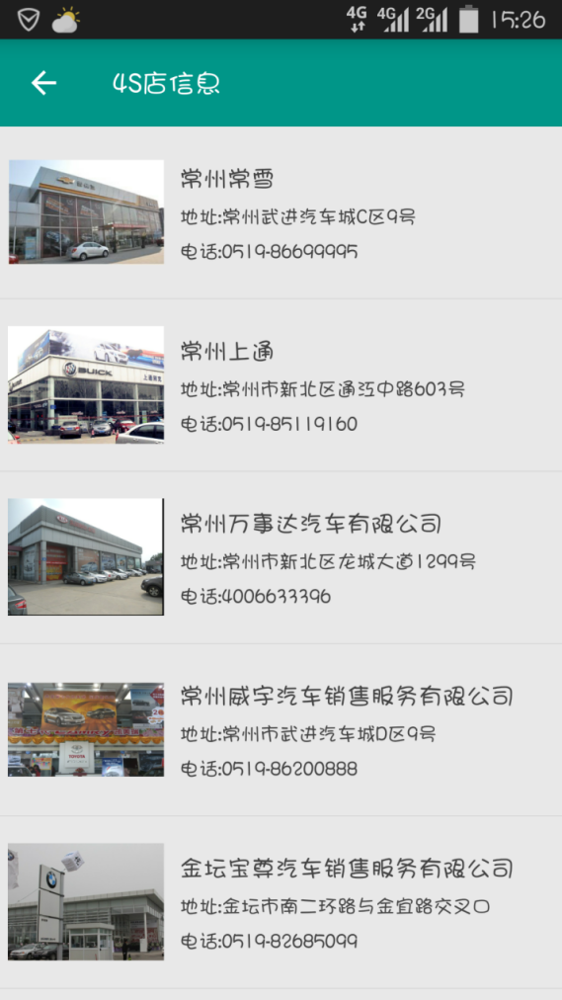 4G 4G 2G 15:26
4S店信息
常州常雪
地址:常州武进汽车城C区9号
电话:0519-86699995
BUICK
常州上通
地址:常州市新北区通江中路603号
电话:0519-85119160
常州万事达汽车有限公司
地址:常州市新北区龙城大道1299号
电话:4006633396
TOYOTA
常州威宇汽车销售服务有限公司
地址:常州市武进汽车城D区9号
电话:0519-86200888
BMW
金坛宝尊汽车销售服务有限公司
地址:金坛市南二环路与金宜路交叉口
电话:0519-82685099